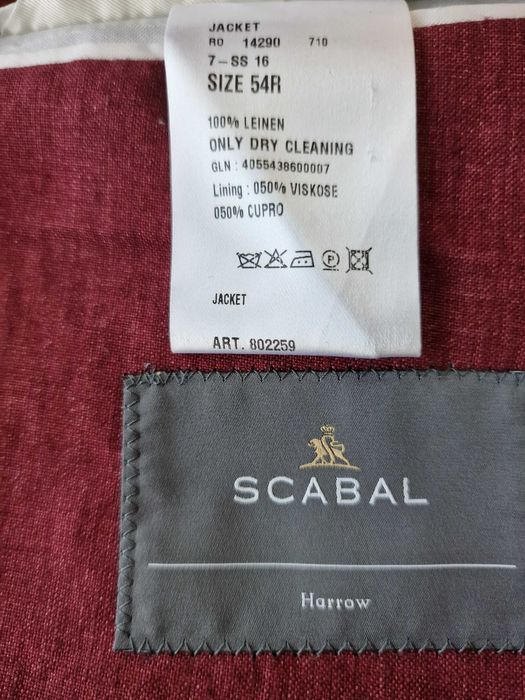 JACKET
RO 14290 710
7-SS 16
SIZE 54R
100% LEINEN
ONLY DRY CLEANING
GLN : 4055438600007
Lining : 050% VISKOSE
050% CUPRO
P
JACKET
ART. 802259
SCABAL
Harrow